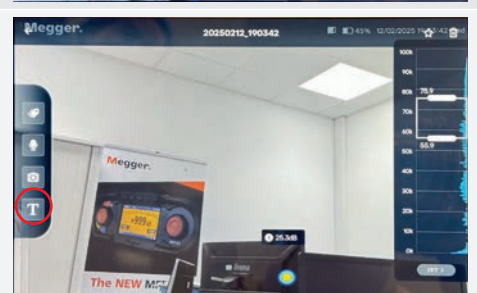 Megger.
20250212_190342
45%
12/02/2025
100k
90k
80k
75.9
70k
60k
55.9
50k
40k
30k
20k
10k
0k
T
Megger.
25.3dB
The NEW